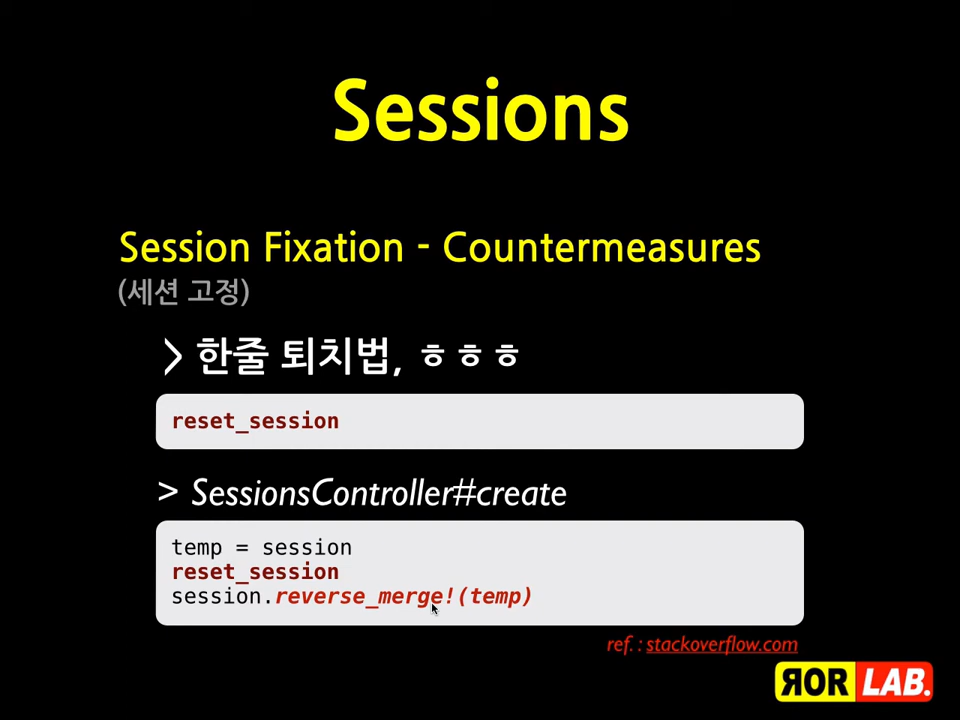 Sessions
Session Fixation - Countermeasures
(세션 고정)
> 한줄 퇴치법, ㅎㅎㅎ
reset_session
> SessionsController#create
temp = session
reset_session
session.reverse_merge!(temp)
ref. : stackoverflow.com
ЯOR LAB.